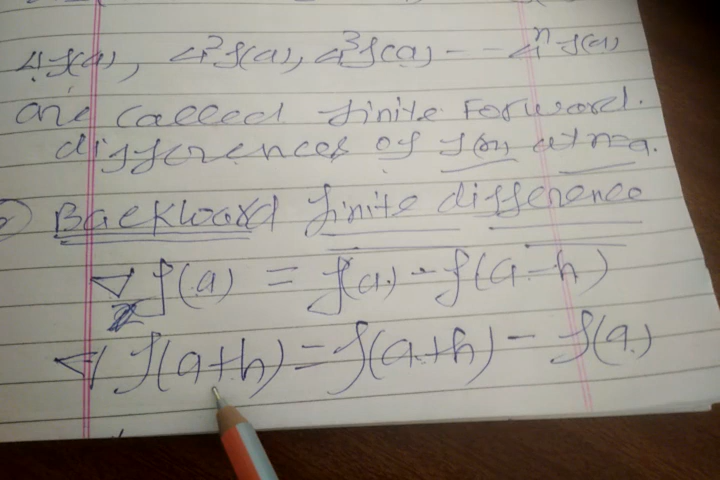 Δf(a), Δ²f(a), Δ³f(a) - - Δⁿf(a)
are called finite Forward.
differences of f(x) at x=a.
Backward finite difference
∇ f(a) = f(a) - f(a-h)
∇ f(a+h) = f(a+h) - f(a)